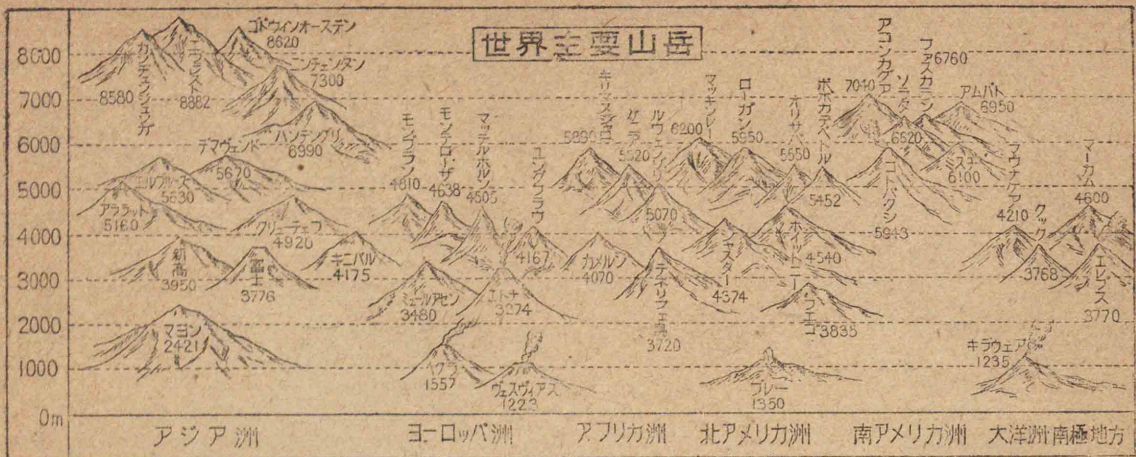 世界主要山岳
8000
7000
6000
5000
4000
3000
2000
1000
0m
カンチェンジュンガ
8580
エヴェレスト
8882
ゴドウィンオーステン
8620
ニンチェンタン
7300
ハンテングリ
6990
デマヴェンド
5670
エルブルーズ
5630
アララット
5160
クリューチェフ
4920
新高
3950
富士
3776
キニバル
4175
マヨン
2421
アジア洲
モンブラン
4810
モンテローザ
4638
マッテルホルン
4505
ユングフラウ
4167
ミュールアセン
3480
エトナ
3274
ヘクラ
1557
ヴェスヴィアス
1223
ヨーロッパ洲
キリマヌジャロ
5890
ケニア
5520
ルウェンゾリ
5070
カメルン
4070
テネリフェ
3720
アフリカ洲
マッキンレー
6200
ローガン
5950
オリサバ
5550
ポポカテペトル
5452
シャスター
4374
ホイットニー
4540
フエゴ
3835
プレー
1350
北アメリカ洲
アコンカグア
7040
ソラタ
6620
ファスカラン
6760
アムバト
6950
ミスチ
6100
コトパクシ
5943
南アメリカ洲
マウナケア
4210
クック
3768
キラウェア
1235
大洋洲
マーカム
4600
エレブス
3770
南極地方